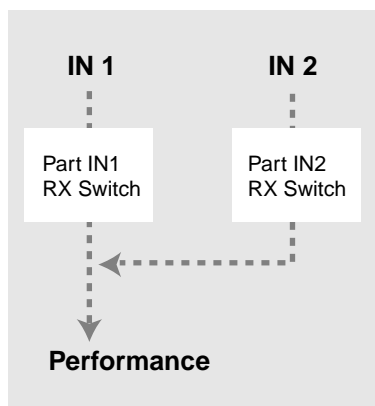 IN 1
IN 2
Part IN1
RX Switch
Part IN2
RX Switch
Performance